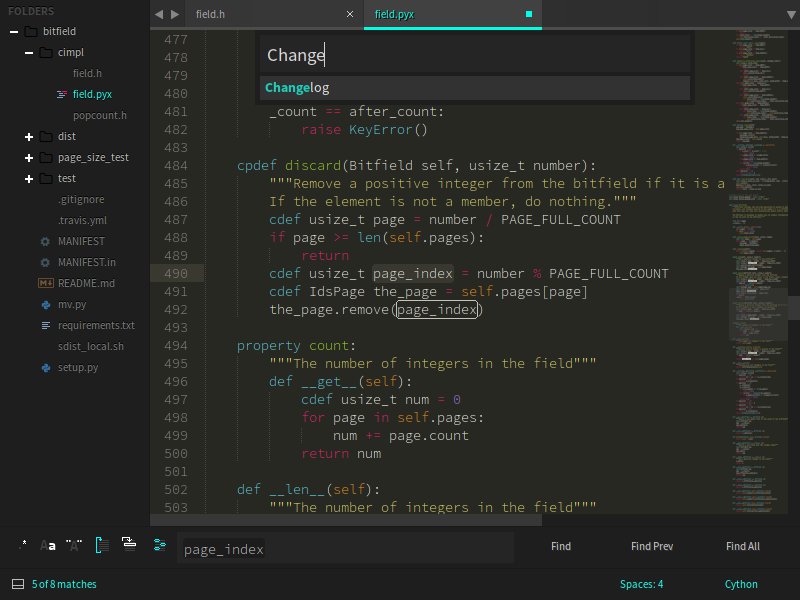 FOLDERS
bitfield
cimpl
field.h
field.pyx
popcount.h
dist
page_size_test
test
.gitignore
.travis.yml
MANIFEST
MANIFEST.in
README.md
mv.py
requirements.txt
sdist_local.sh
setup.py
field.h
field.pyx
Change
Changelog
477
478
479
480
481 _count == after_count:
482 raise KeyError()
483
484 cpdef discard(Bitfield self, usize_t number):
485 """Remove a positive integer from the bitfield if it is a
486 If the element is not a member, do nothing."""
487 cdef usize_t page = number / PAGE_FULL_COUNT
488 if page >= len(self.pages):
489 return
490 cdef usize_t page_index = number % PAGE_FULL_COUNT
491 cdef IdsPage the_page = self.pages[page]
492 the_page.remove(page_index)
493
494 property count:
495 """The number of integers in the field"""
496 def __get__(self):
497 cdef usize_t num = 0
498 for page in self.pages:
499 num += page.count
500 return num
501
502 def __len__(self):
503 """The number of integers in the field"""
.* Aa "A"
page_index
Find
Find Prev
Find All
5 of 8 matches
Spaces: 4
Cython